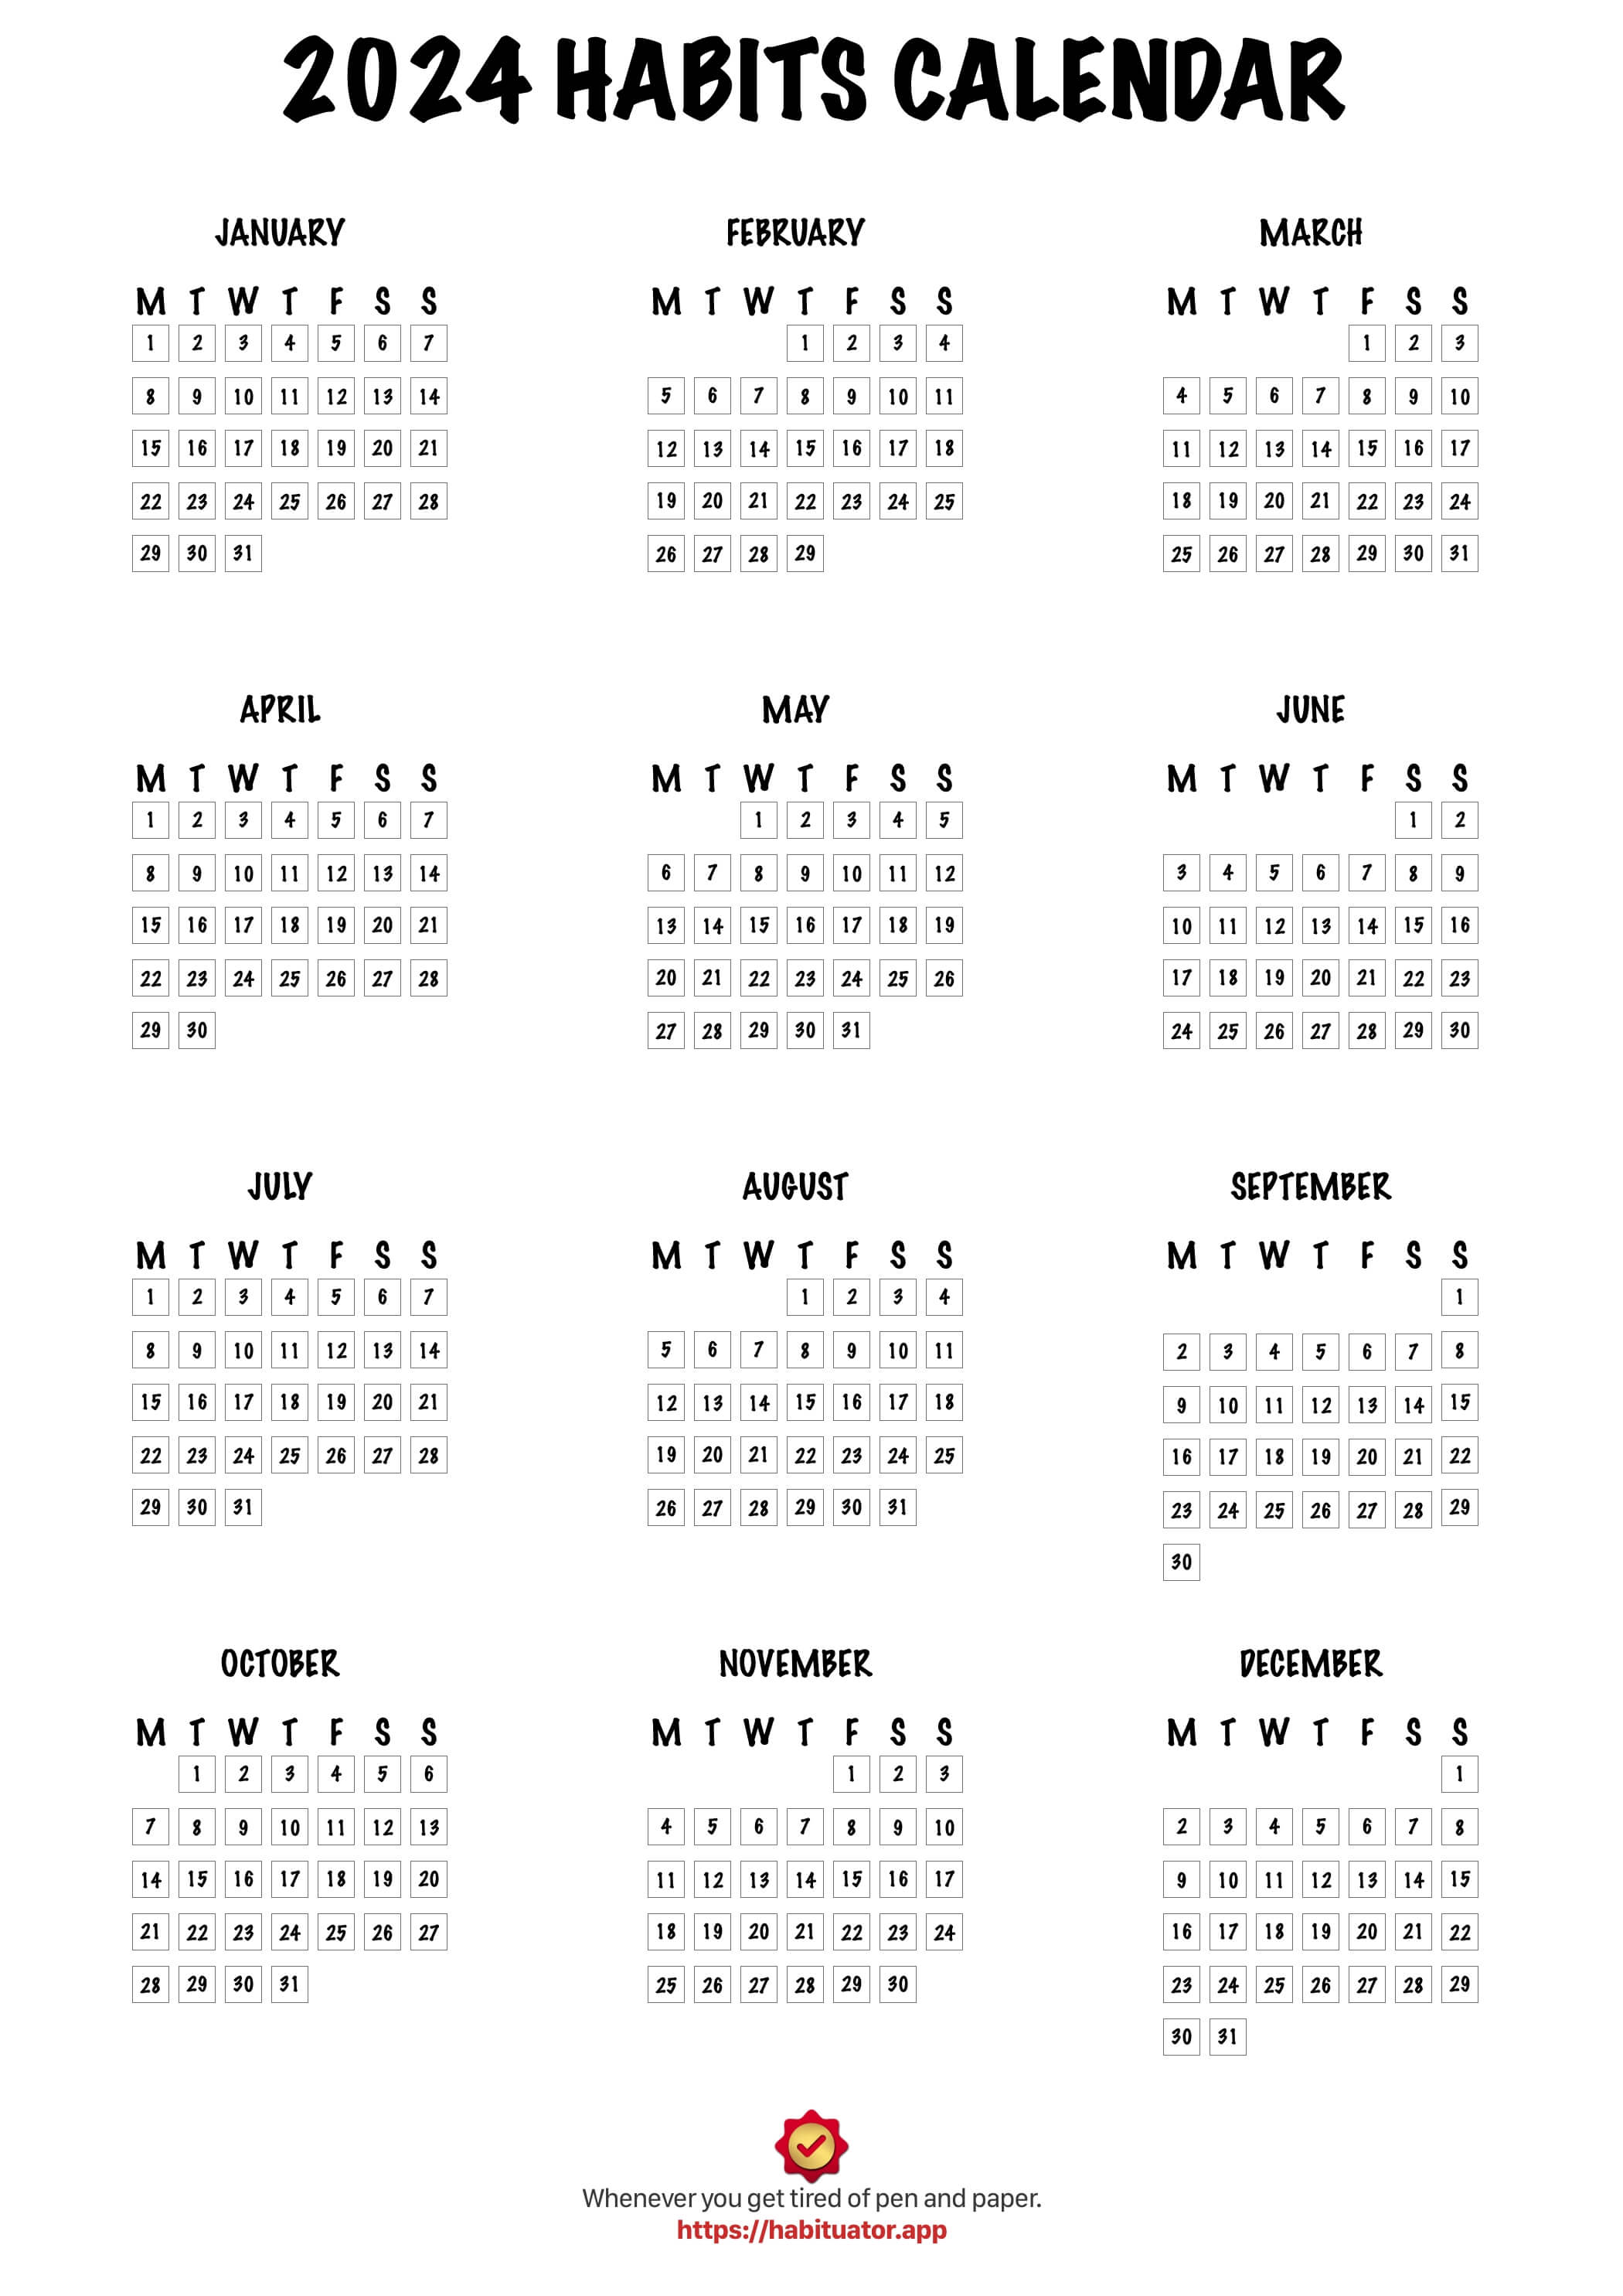 2024 HABITS CALENDAR
JANUARY
M T W T F S S
1 2 3 4 5 6 7
8 9 10 11 12 13 14
15 16 17 18 19 20 21
22 23 24 25 26 27 28
29 30 31
FEBRUARY
M T W T F S S
1 2 3 4
5 6 7 8 9 10 11
12 13 14 15 16 17 18
19 20 21 22 23 24 25
26 27 28 29
MARCH
M T W T F S S
1 2 3
4 5 6 7 8 9 10
11 12 13 14 15 16 17
18 19 20 21 22 23 24
25 26 27 28 29 30 31
APRIL
M T W T F S S
1 2 3 4 5 6 7
8 9 10 11 12 13 14
15 16 17 18 19 20 21
22 23 24 25 26 27 28
29 30
MAY
M T W T F S S
1 2 3 4 5
6 7 8 9 10 11 12
13 14 15 16 17 18 19
20 21 22 23 24 25 26
27 28 29 30 31
JUNE
M T W T F S S
1 2
3 4 5 6 7 8 9
10 11 12 13 14 15 16
17 18 19 20 21 22 23
24 25 26 27 28 29 30
JULY
M T W T F S S
1 2 3 4 5 6 7
8 9 10 11 12 13 14
15 16 17 18 19 20 21
22 23 24 25 26 27 28
29 30 31
AUGUST
M T W T F S S
1 2 3 4
5 6 7 8 9 10 11
12 13 14 15 16 17 18
19 20 21 22 23 24 25
26 27 28 29 30 31
SEPTEMBER
M T W T F S S
1
2 3 4 5 6 7 8
9 10 11 12 13 14 15
16 17 18 19 20 21 22
23 24 25 26 27 28 29
30
OCTOBER
M T W T F S S
1 2 3 4 5 6
7 8 9 10 11 12 13
14 15 16 17 18 19 20
21 22 23 24 25 26 27
28 29 30 31
NOVEMBER
M T W T F S S
1 2 3
4 5 6 7 8 9 10
11 12 13 14 15 16 17
18 19 20 21 22 23 24
25 26 27 28 29 30
DECEMBER
M T W T F S S
1
2 3 4 5 6 7 8
9 10 11 12 13 14 15
16 17 18 19 20 21 22
23 24 25 26 27 28 29
30 31
Whenever you get tired of pen and paper.
https://habituator.app